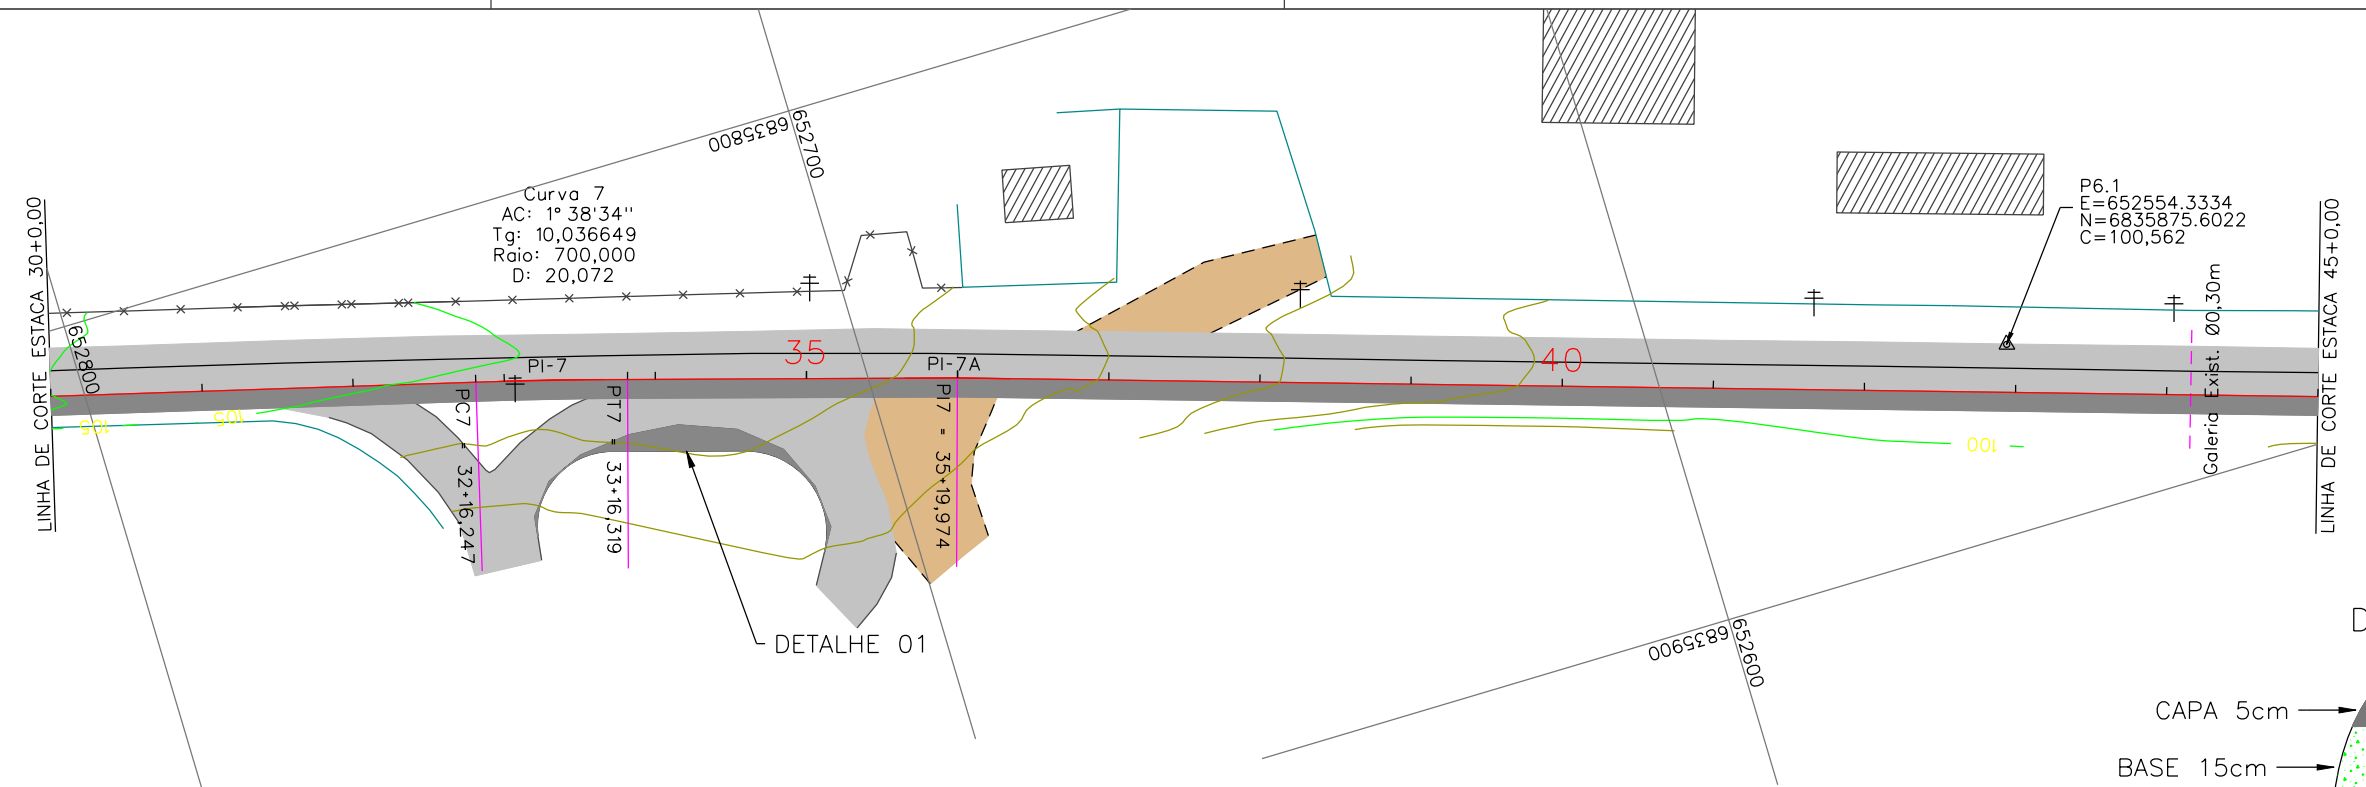 6835800
652700
Curva 7
AC: 1°38'34"
Tg: 10,036649
Raio: 700,000
D: 20,072
P6.1
E=652554.3334
N=6835875.6022
C=100,562
LINHA DE CORTE ESTACA 30+0,00
652800
35
40
PI-7
PI-7A
PC7 = 32+16,247
PT7 = 33+16,319
PI7 = 35+19,974
105
105
100
Galeria Exist. Ø0,30m
LINHA DE CORTE ESTACA 45+0,00
DETALHE 01
6835900
652600
D
CAPA 5cm
BASE 15cm